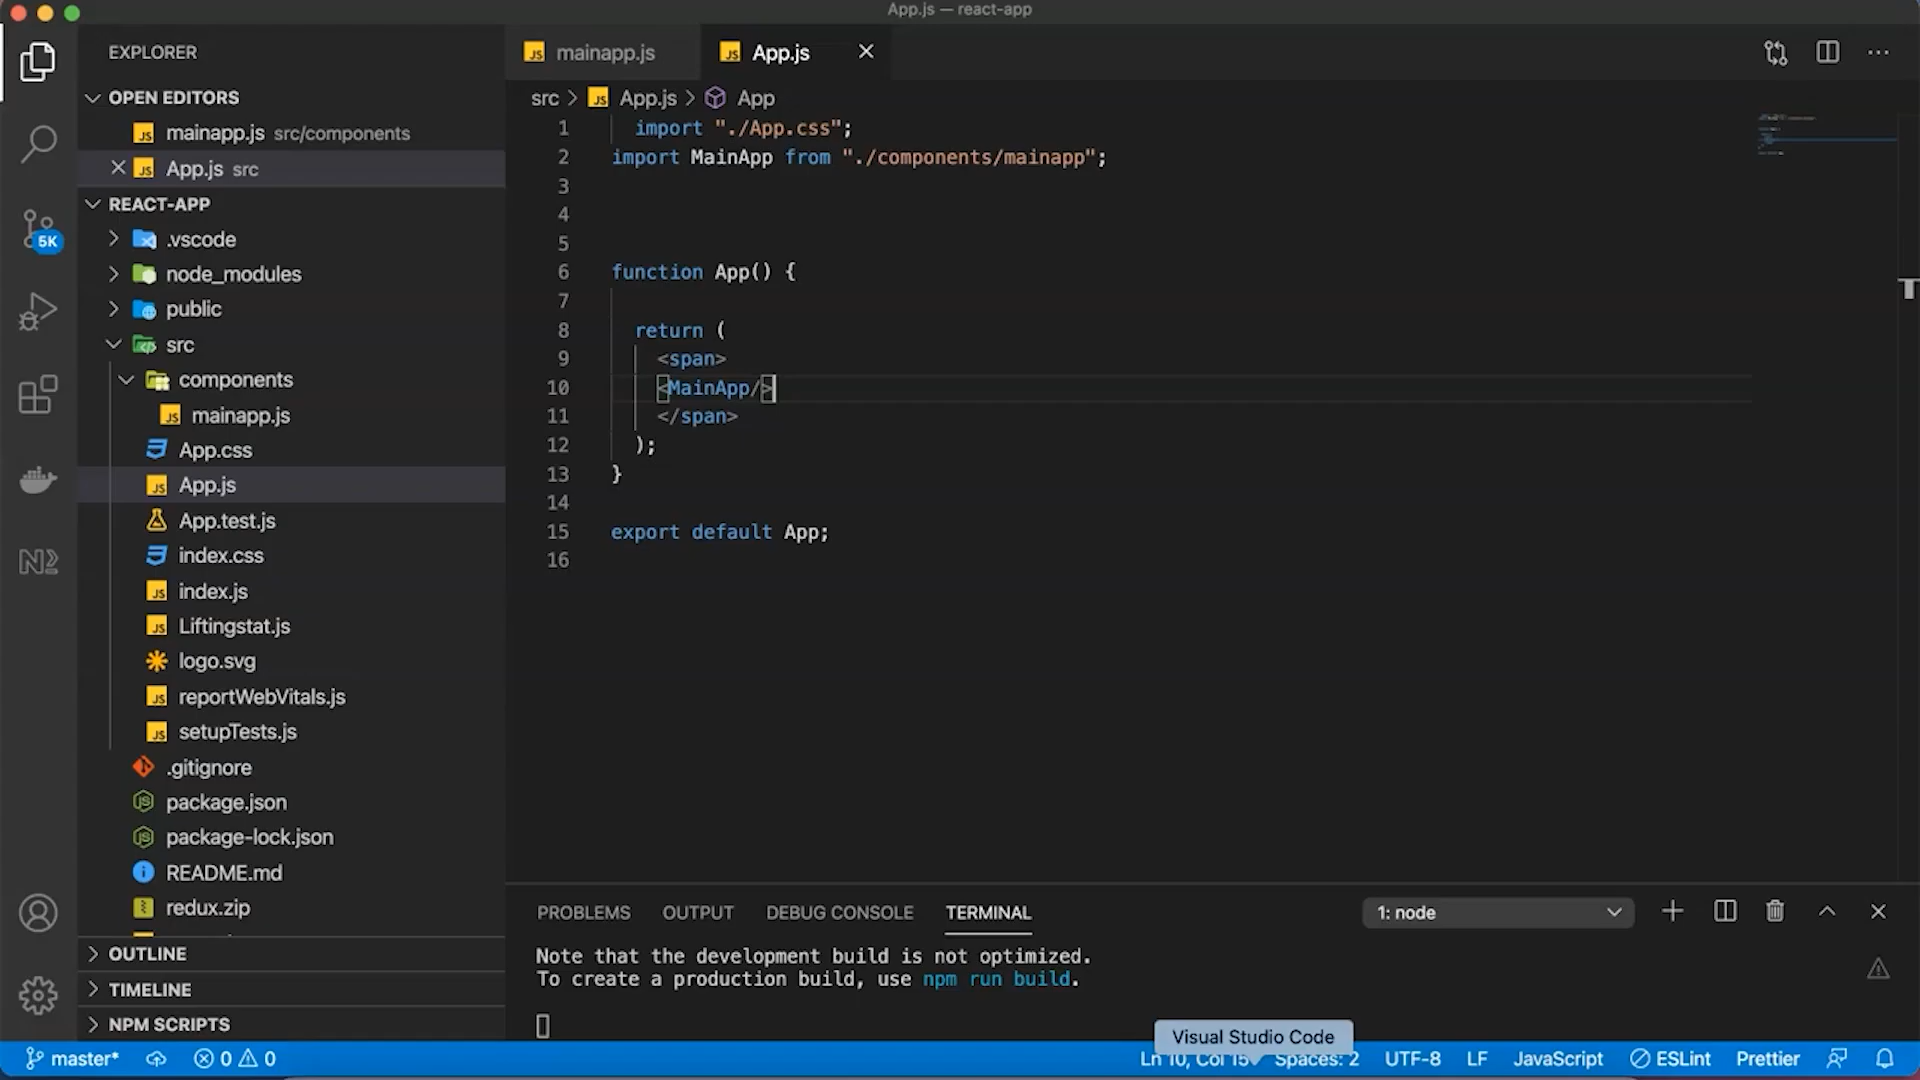 App.js — react-app
EXPLORER
OPEN EDITORS
mainapp.js src/components
App.js src
REACT-APP
.vscode
node_modules
public
src
components
mainapp.js
App.css
App.js
App.test.js
index.css
index.js
Liftingstat.js
logo.svg
reportWebVitals.js
setupTests.js
.gitignore
package.json
package-lock.json
README.md
redux.zip
OUTLINE
TIMELINE
NPM SCRIPTS
5K
mainapp.js
App.js
src > App.js > App
1 import "./App.css";
2 import MainApp from "./components/mainapp";
3
4
5
6 function App() {
7
8 return (
9 <span>
10 <MainApp/>
11 </span>
12 );
13 }
14
15 export default App;
16
PROBLEMS OUTPUT DEBUG CONSOLE TERMINAL 1: node
Note that the development build is not optimized.
To create a production build, use npm run build.
Visual Studio Code
master* 0 0 Ln 10, Col 15 Spaces: 2 UTF-8 LF JavaScript ESLint Prettier